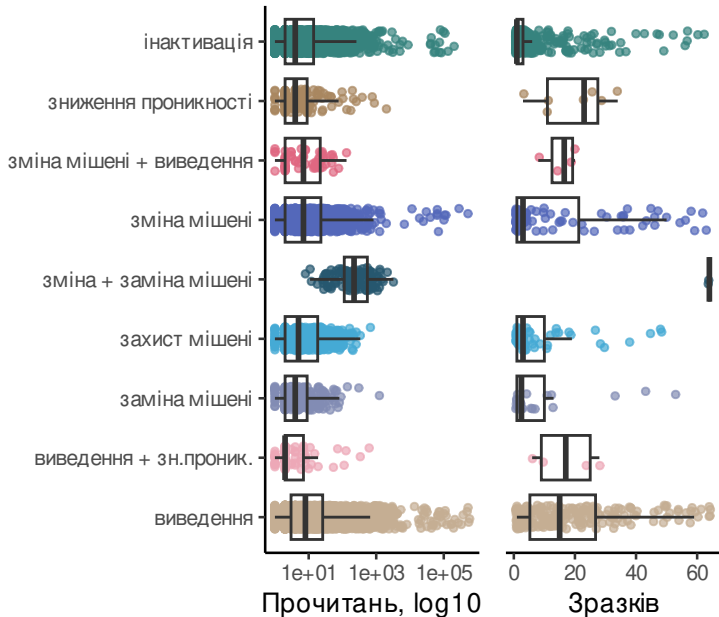 інактивація
зниження проникності
зміна мішені + виведення
зміна мішені
зміна + заміна мішені
захист мішені
заміна мішені
виведення + зн.проник.
виведення
1e+01 1e+03 1e+05
0 20 40 60
Прочитань, log10
Зразків